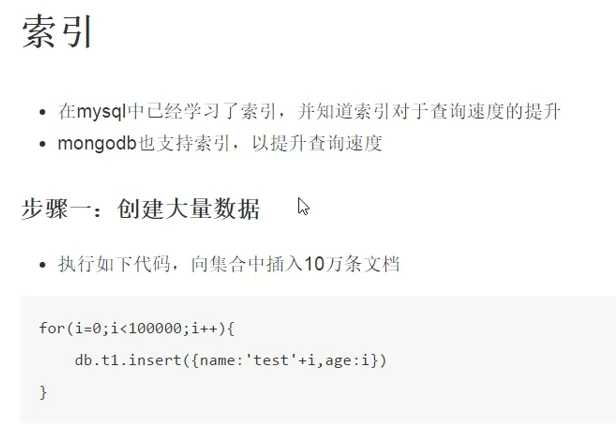 索引
在mysql中已经学习了索引，并知道索引对于查询速度的提升
mongodb也支持索引，以提升查询速度
步骤一：创建大量数据
执行如下代码，向集合中插入10万条文档
for(i=0;i<100000;i++){
    db.t1.insert({name:'test'+i,age:i})
}